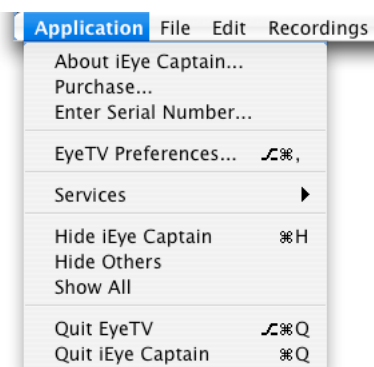 Application File Edit Recordings
About iEye Captain...
Purchase...
Enter Serial Number...
EyeTV Preferences... ⌥⌘,
Services ▶
Hide iEye Captain ⌘H
Hide Others
Show All
Quit EyeTV ⌥⌘Q
Quit iEye Captain ⌘Q